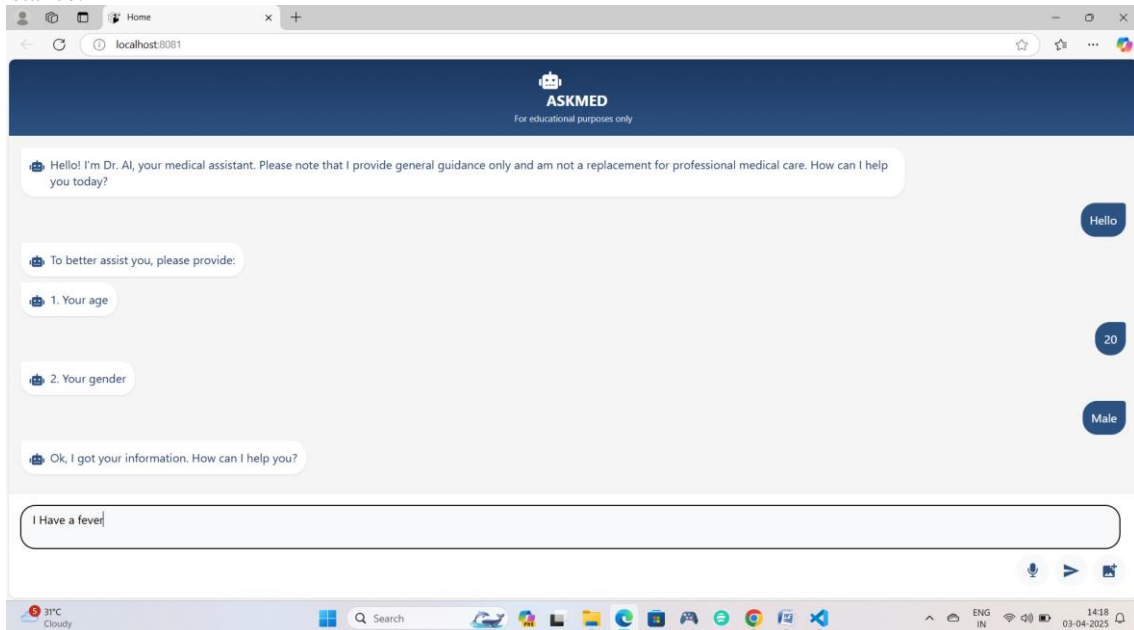 Home
localhost:8081
ASKMED
For educational purposes only
Hello! I'm Dr. AI, your medical assistant. Please note that I provide general guidance only and am not a replacement for professional medical care. How can I help
you today?
Hello
To better assist you, please provide:
1. Your age
20
2. Your gender
Male
Ok, I got your information. How can I help you?
I Have a fever
5
31°C
Cloudy
Search
ENG
IN
14:18
03-04-2025